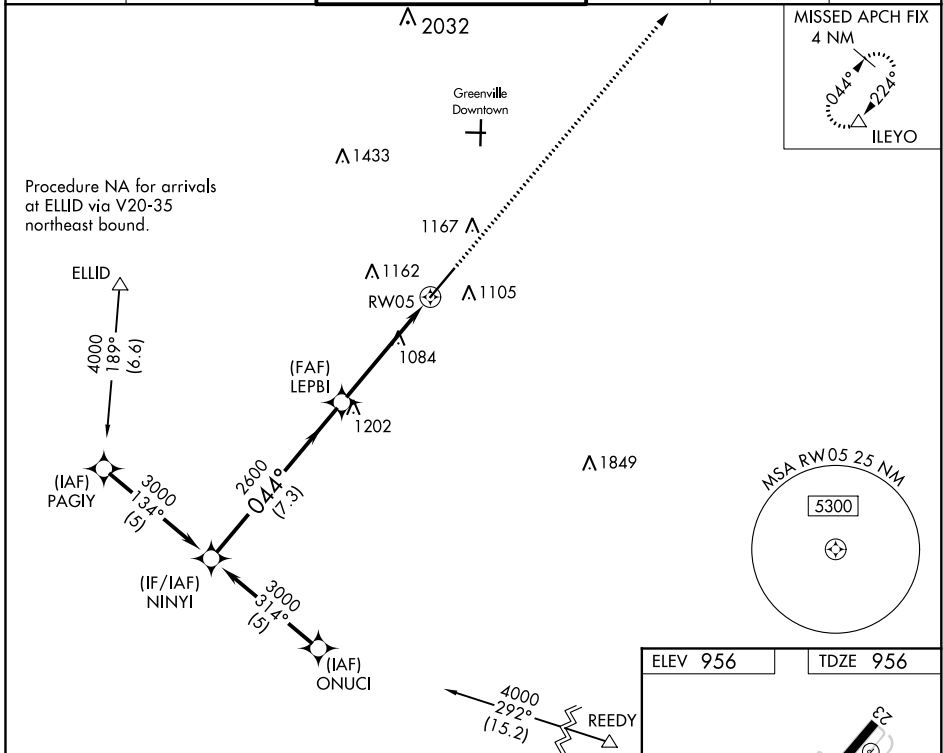 2032
MISSED APCH FIX
4 NM
044°
224°
ILEYO
Greenville
Downtown
1433
Procedure NA for arrivals
at ELLID via V20-35
northeast bound.
1167
ELLID
1162
1105
RW05
4000
189°
(6.6)
1084
(FAF)
LEPBI
1202
1849
2600
044°
(7.3)
MSA RW05 25 NM
5300
(IAF)
PAGIY
3000
134°
(5)
(IF/IAF)
NINYI
3000
314°
(5)
(IAF)
ONUCI
ELEV 956
TDZE 956
4000
292°
(15.2)
REEDY
23